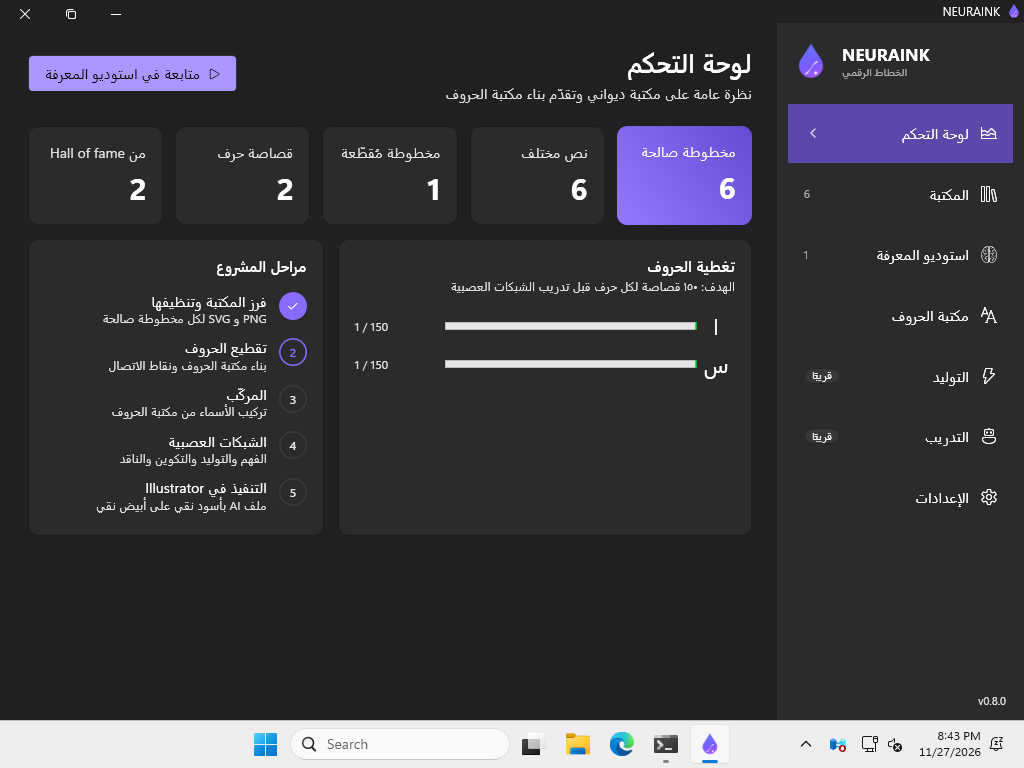 NEURAINK
NEURAINK
الخطاط الرقمي
لوحة التحكم
المكتبة
6
استوديو المعرفة
1
مكتبة الحروف
التوليد
قريبًا
التدريب
قريبًا
الإعدادات
v0.8.0
لوحة التحكم
نظرة عامة على مكتبة ديواني وتقدّم بناء مكتبة الحروف
متابعة في استوديو المعرفة
مخطوطة صالحة
6
نص مختلف
6
مخطوطة مُقطّعة
1
قصاصة حرف
2
من Hall of fame
2
تغطية الحروف
الهدف: ١٥٠ قصاصة لكل حرف قبل تدريب الشبكات العصبية
ا
1 / 150
س
1 / 150
مراحل المشروع
فرز المكتبة وتنظيفها
PNG و SVG لكل مخطوطة صالحة
2
تقطيع الحروف
بناء مكتبة الحروف ونقاط الاتصال
3
المركّب
تركيب الأسماء من مكتبة الحروف
4
الشبكات العصبية
الفهم والتوليد والتكوين والناقد
5
التنفيذ في Illustrator
ملف AI بأسود نقي على أبيض نقي
Search
8:43 PM
11/27/2026